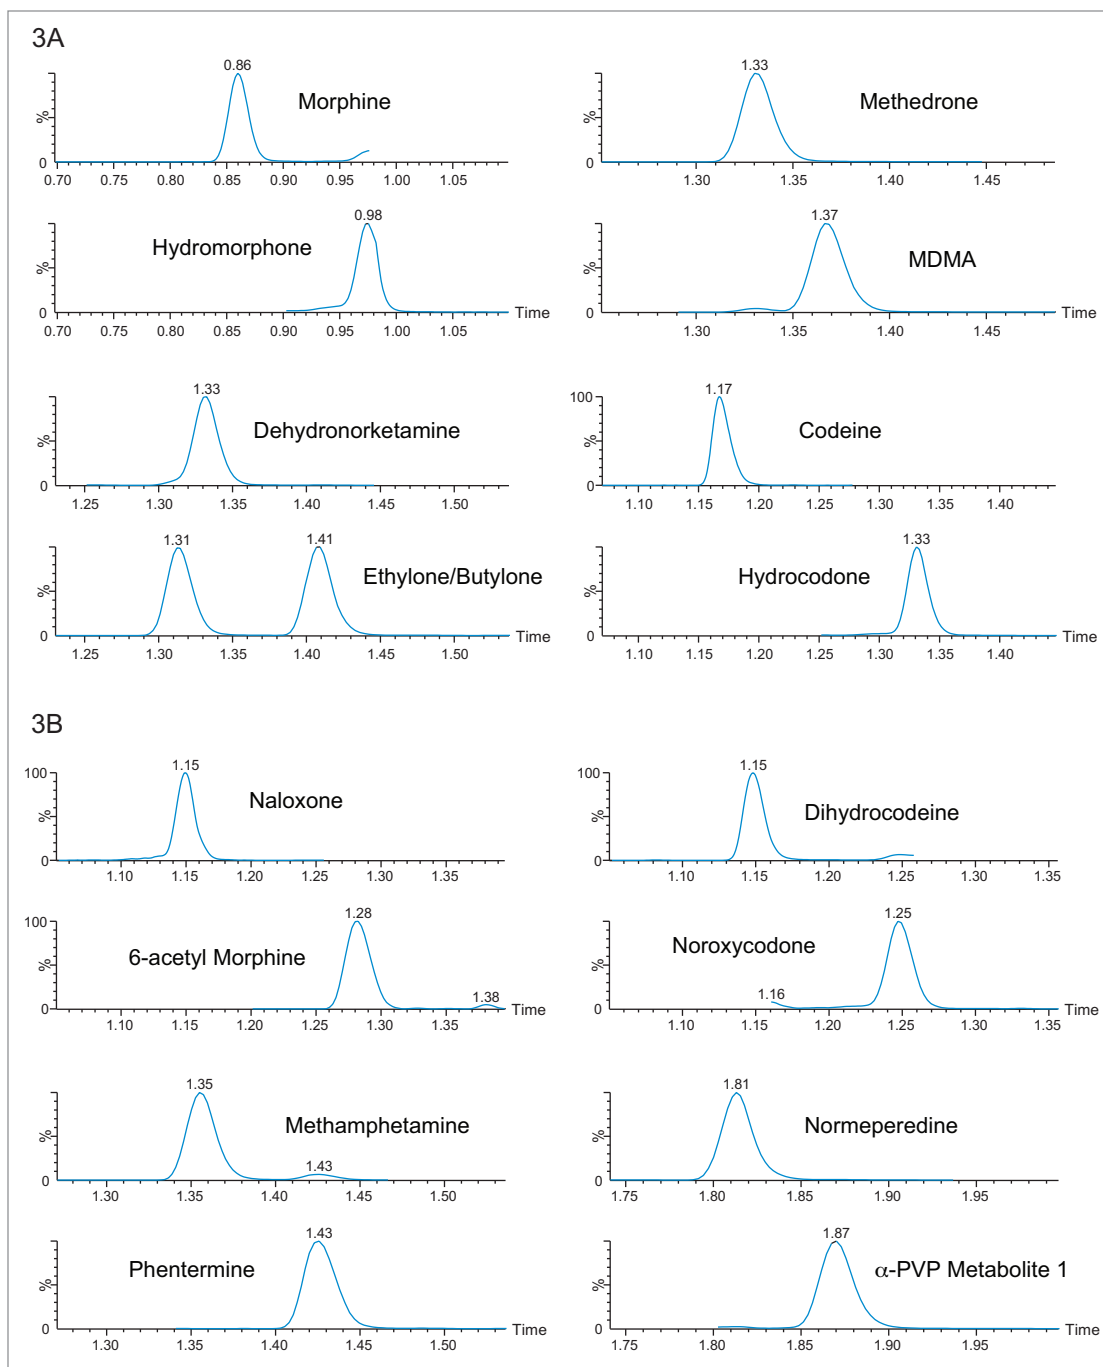 3A
0.86
Morphine
%
0
0.70 0.75 0.80 0.85 0.90 0.95 1.00 1.05
1.33
Methedrone
%
0
1.30 1.35 1.40 1.45
0.98
Hydromorphone
%
0
Time
0.70 0.75 0.80 0.85 0.90 0.95 1.00 1.05
1.37
MDMA
%
0
Time
1.30 1.35 1.40 1.45
1.33
Dehydronorketamine
%
0
1.25 1.30 1.35 1.40 1.45 1.50
100
1.17
Codeine
%
0
1.10 1.15 1.20 1.25 1.30 1.35 1.40
1.31 1.41
Ethylone/Butylone
%
0
Time
1.25 1.30 1.35 1.40 1.45 1.50
1.33
Hydrocodone
%
0
Time
1.10 1.15 1.20 1.25 1.30 1.35 1.40
3B
100
1.15
Naloxone
%
0
1.10 1.15 1.20 1.25 1.30 1.35
100
1.15
Dihydrocodeine
%
0
1.10 1.15 1.20 1.25 1.30 1.35
100
1.28
6-acetyl Morphine
%
1.38
0
Time
1.10 1.15 1.20 1.25 1.30 1.35
100
1.25
Noroxycodone
%
1.16
0
Time
1.10 1.15 1.20 1.25 1.30 1.35
1.35
Methamphetamine
%
1.43
0
1.30 1.35 1.40 1.45 1.50
1.81
Normeperedine
%
0
1.75 1.80 1.85 1.90 1.95
1.43
Phentermine
%
0
Time
1.30 1.35 1.40 1.45 1.50
1.87
α-PVP Metabolite 1
%
0
Time
1.75 1.80 1.85 1.90 1.95